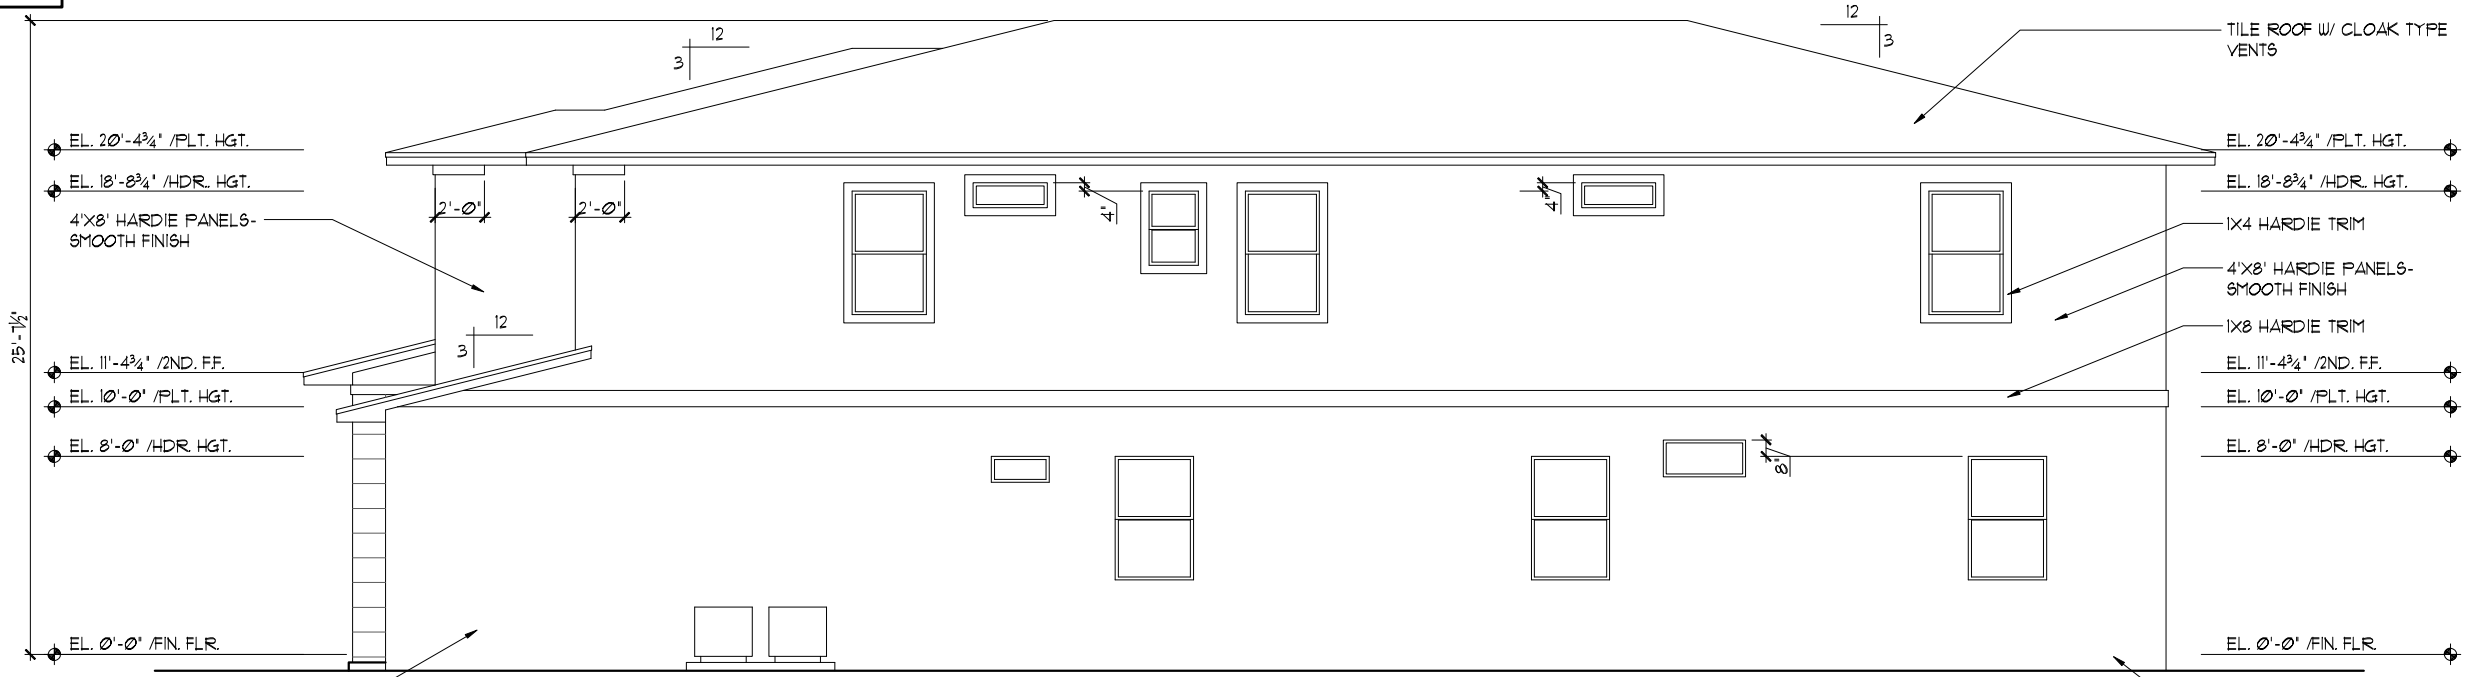 12
3
12
3
TILE ROOF W/ CLOAK TYPE
VENTS
EL. 20'-4¾" /PLT. HGT.
EL. 20'-4¾" /PLT. HGT.
EL. 18'-8¾" /HDR. HGT.
EL. 18'-8¾" /HDR. HGT.
2'-0"
2'-0"
4"
4"
4'X8' HARDIE PANELS-
SMOOTH FINISH
1X4 HARDIE TRIM
4'X8' HARDIE PANELS-
SMOOTH FINISH
12
3
1X8 HARDIE TRIM
25'-7½"
EL. 11'-4¾" /2ND. F.F.
EL. 11'-4¾" /2ND. F.F.
EL. 10'-0" /PLT. HGT.
EL. 10'-0" /PLT. HGT.
EL. 8'-0" /HDR. HGT.
8"
EL. 8'-0" /HDR. HGT.
EL. 0'-0" /FIN. FLR.
EL. 0'-0" /FIN. FLR.